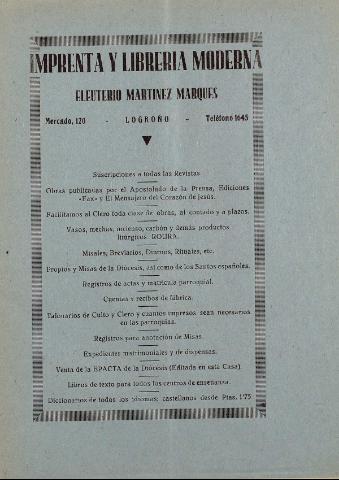 IMPRENTA Y LIBRERIA MODERNA
ELEUTERIO MARTINEZ MARQUES
Mercado, 120 - LOGROÑO - Teléfono 1645
Suscripciones a todas las Revistas
Obras publicadas por el Apostolado de la Prensa, Ediciones
«Fax» y El Mensajero del Corazón de Jesús.
Facilitamos al Clero toda clase de obras, al contado y a plazos.
Vasos, mechas, incienso, carbón y demás productos
litúrgicos ROURA.
Misales, Breviarios, Diurnos, Rituales, etc.
Propios y Misas de la Diócesis, así como de los Santos españoles.
Registros de actas y matrícula parroquial.
Cuentas y recibos de fábrica.
Talonarios de Culto y Clero y cuantos impresos sean necesarios
en las parroquias.
Registros para anotación de Misas.
Expedientes matrimoniales y de dispensas.
Venta de la EPACTA de la Diócesis (Editada en esta Casa)
Libros de texto para todos los centros de enseñanza.
Diccionarios de todos los idiomas; castellanos desde Ptas. 1'75